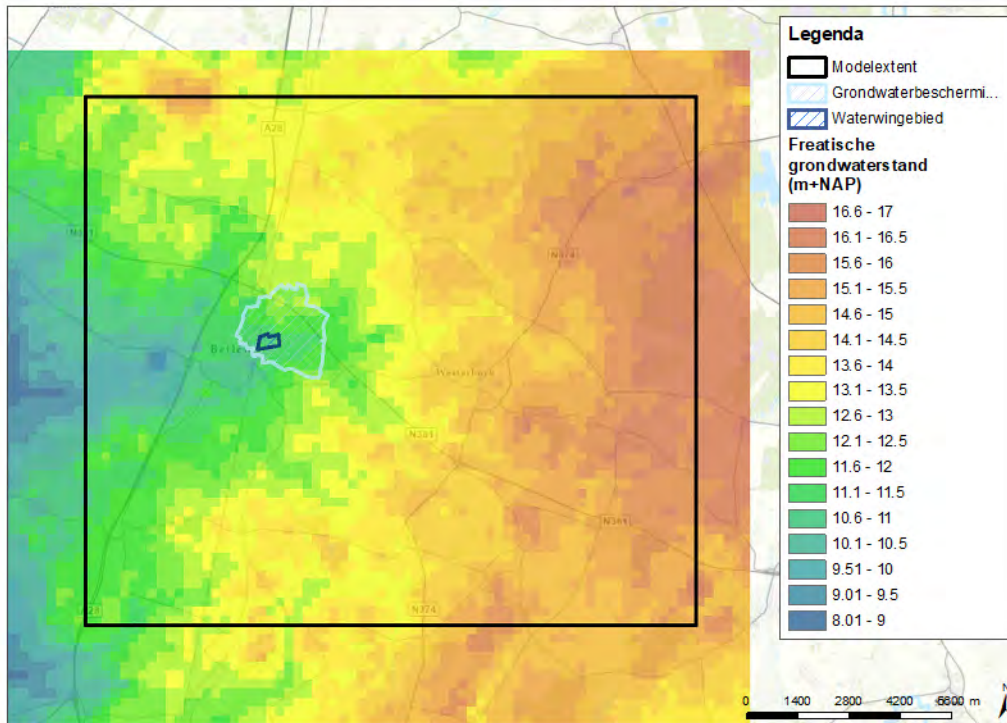 Legenda
Modelextent
Grondwaterbeschermi...
Waterwingebied
Freatische
grondwaterstand
(m+NAP)
16.6 - 17
16.1 - 16.5
15.6 - 16
15.1 - 15.5
14.6 - 15
14.1 - 14.5
13.6 - 14
13.1 - 13.5
12.6 - 13
12.1 - 12.5
11.6 - 12
11.1 - 11.5
10.6 - 11
10.1 - 10.5
9.51 - 10
9.01 - 9.5
8.01 - 9
A28
N381
Westerbork
N374
A28
0 1400 2800 4200 5600 m
N